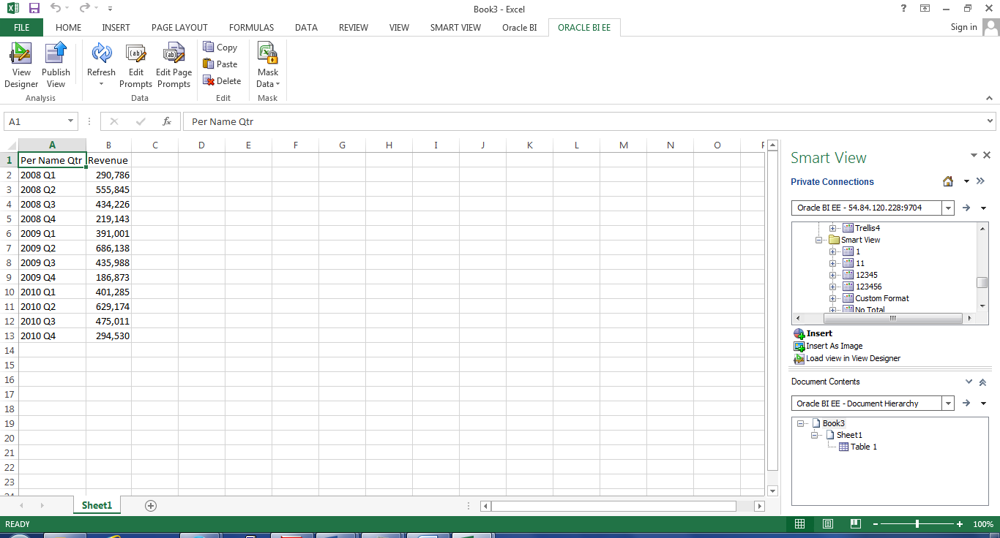 Book3 - Excel
?
FILE HOME INSERT PAGE LAYOUT FORMULAS DATA REVIEW VIEW SMART VIEW Oracle BI ORACLE BI EE Sign in
View Designer
Publish View
Analysis
Refresh
Edit Prompts
Edit Page Prompts
Data
Copy
Paste
Delete
Edit
Mask Data
Mask
A1 fx Per Name Qtr
A B C D E F G H I J K L M N O
1 Per Name Qtr Revenue
2 2008 Q1 290,786
3 2008 Q2 555,845
4 2008 Q3 434,226
5 2008 Q4 219,143
6 2009 Q1 391,001
7 2009 Q2 686,138
8 2009 Q3 435,988
9 2009 Q4 186,873
10 2010 Q1 401,285
11 2010 Q2 629,174
12 2010 Q3 475,011
13 2010 Q4 294,530
14
15
16
17
18
19
20
21
22
23
Smart View
Private Connections
Oracle BI EE - 54.84.120.228:9704
Trellis4
Smart View
1
11
12345
123456
Custom Format
No Total
Insert
Insert As Image
Load view in View Designer
Document Contents
Oracle BI EE - Document Hierarchy
Book3
Sheet1
Table 1
Sheet1
READY 100%